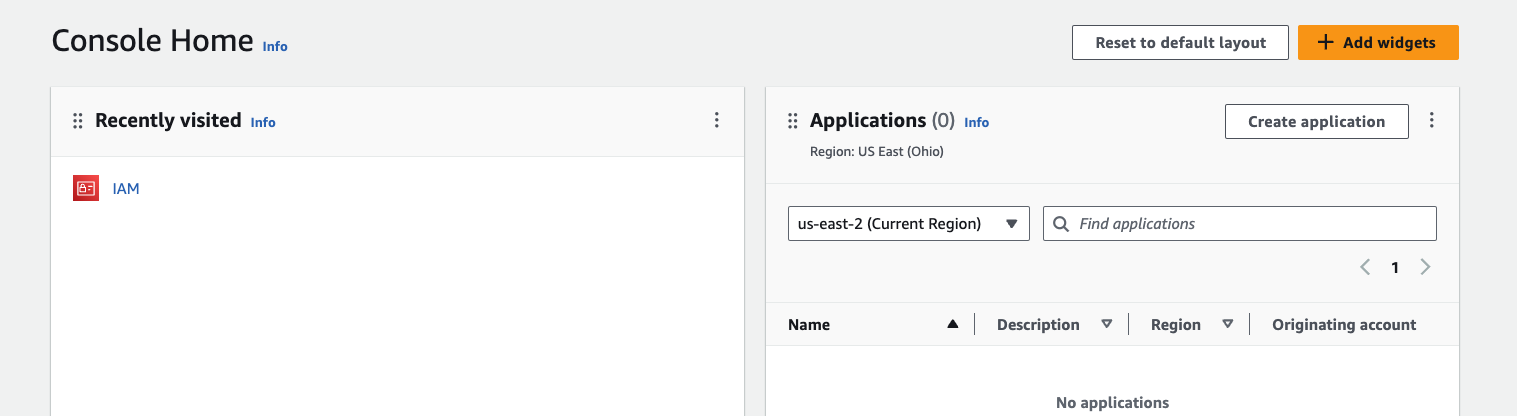 Console Home Info
Reset to default layout
+ Add widgets
Recently visited Info
IAM
Applications (0) Info
Create application
Region: US East (Ohio)
us-east-2 (Current Region)
Find applications
1
Name Description Region Originating account
No applications